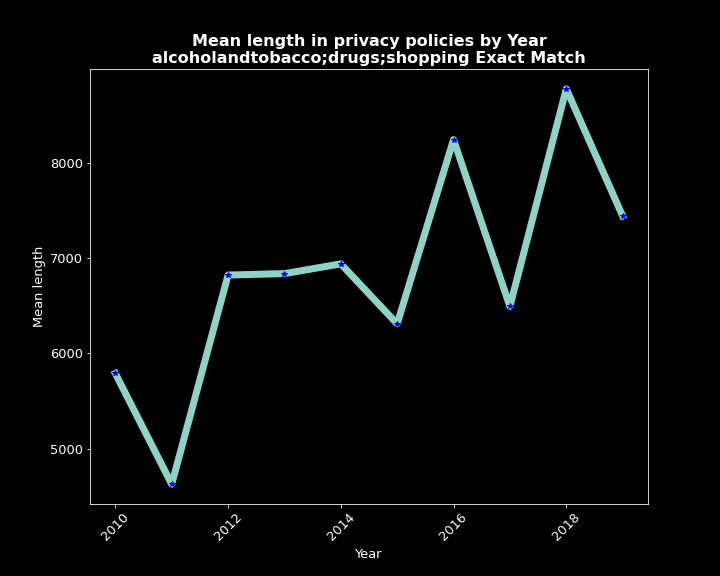 Mean length in privacy policies by Year
alcoholandtobacco;drugs;shopping Exact Match
8000
7000
6000
5000
Mean length
2010
2012
2014
2016
2018
Year